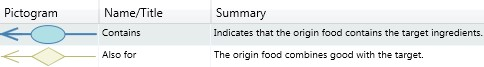 Pictogram Name/Title Summary
Contains Indicates that the origin food contains the target ingredients.
Also for The origin food combines good with the target.